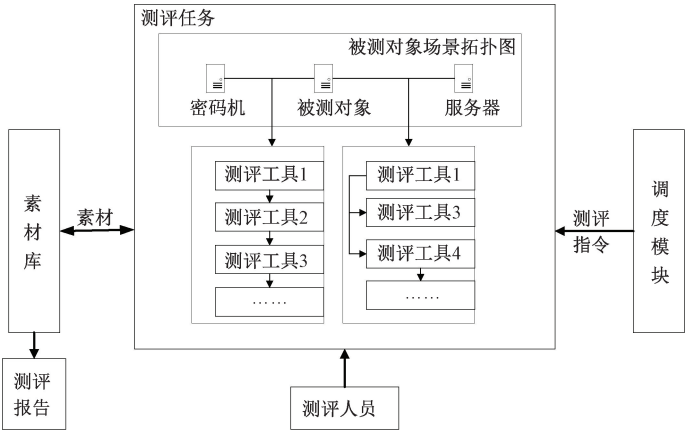 测评任务
被测对象场景拓扑图
密码机
被测对象
服务器
测评工具1
测评工具2
测评工具3
……
测评工具1
测评工具3
测评工具4
……
素
材
库
素材
测评
指令
调
度
模
块
测评
报告
测评人员